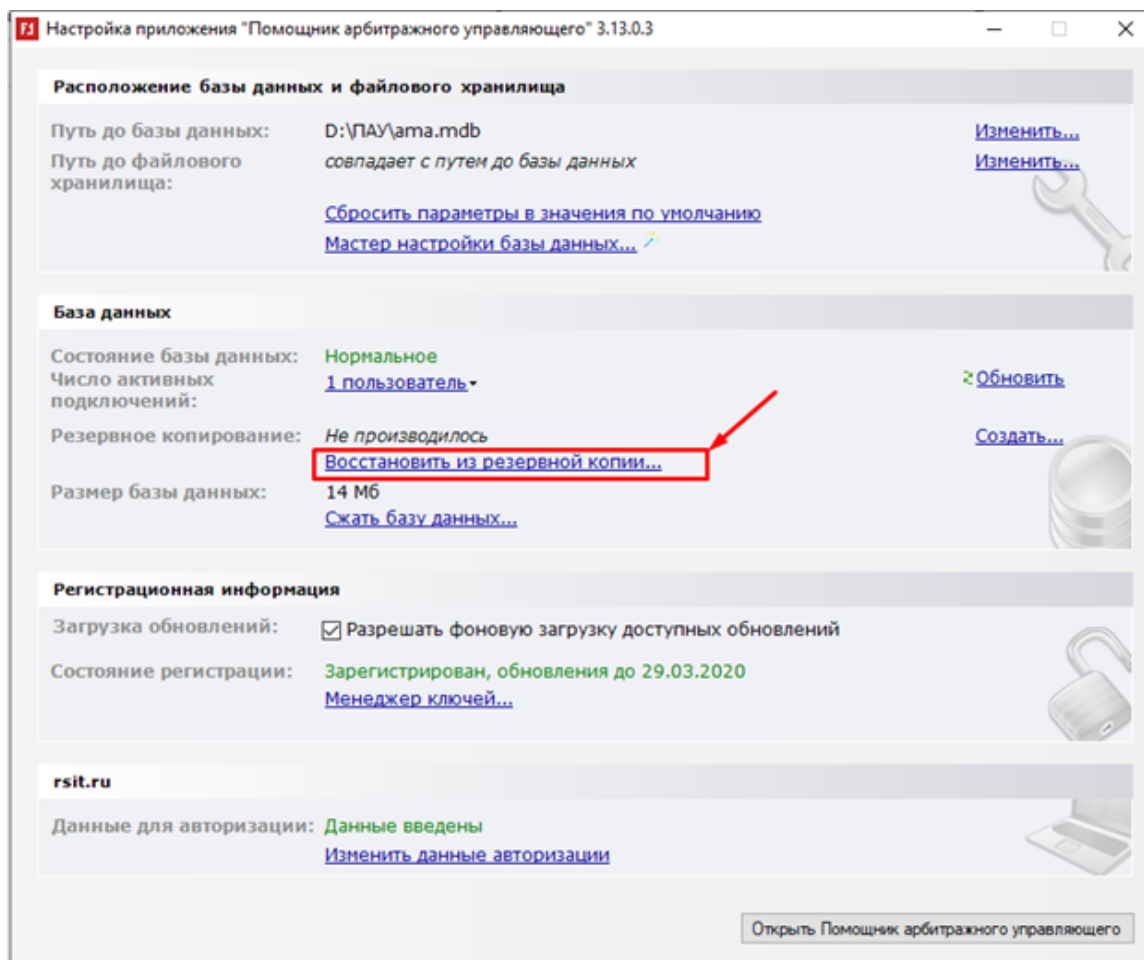 Настройка приложения "Помощник арбитражного управляющего" 3.13.0.3
Расположение базы данных и файлового хранилища
Путь до базы данных: D:\ПАУ\ama.mdb Изменить...
Путь до файлового совпадает с путем до базы данных Изменить...
хранилища:
Сбросить параметры в значения по умолчанию
Мастер настройки базы данных...
База данных
Состояние базы данных: Нормальное
Число активных 1 пользователь Обновить
подключений:
Резервное копирование: Не производилось Создать...
Восстановить из резервной копии...
Размер базы данных: 14 Мб
Сжать базу данных...
Регистрационная информация
Загрузка обновлений: Разрешать фоновую загрузку доступных обновлений
Состояние регистрации: Зарегистрирован, обновления до 29.03.2020
Менеджер ключей...
rsit.ru
Данные для авторизации: Данные введены
Изменить данные авторизации
Открыть Помощник арбитражного управляющего